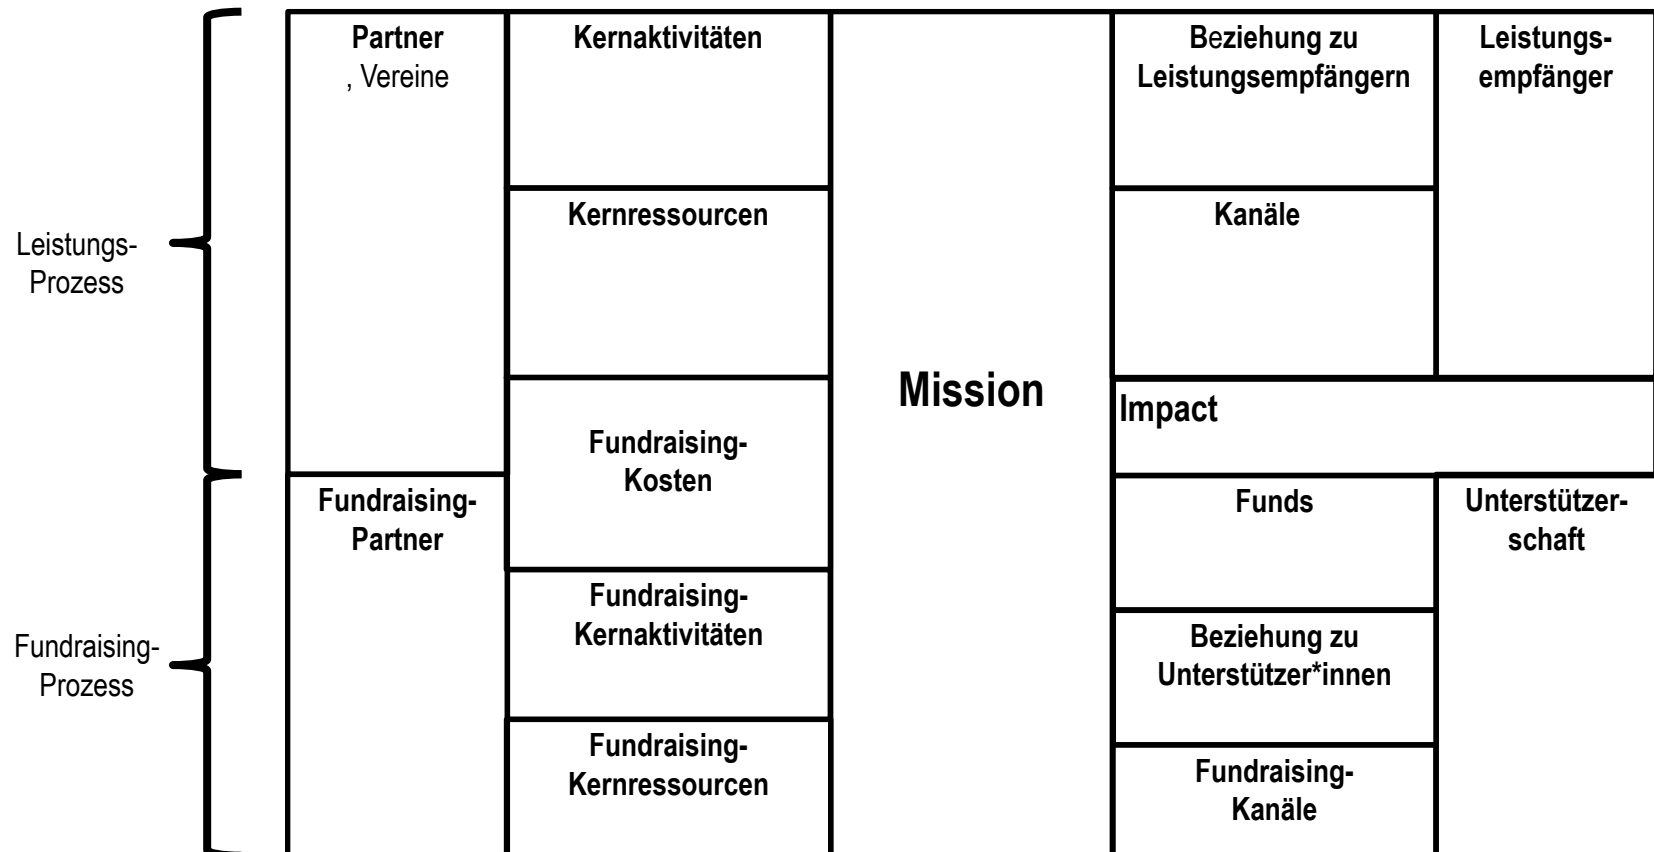 Leistungs-
Prozess
Fundraising-
Prozess
Partner
, Vereine
Fundraising-
Partner
Kernaktivitäten
Kernressourcen
Fundraising-
Kosten
Fundraising-
Kernaktivitäten
Fundraising-
Kernressourcen
Mission
Beziehung zu
Leistungsempfängern
Kanäle
Leistungs-
empfänger
Impact
Funds
Beziehung zu
Unterstützer*innen
Fundraising-
Kanäle
Unterstützer-
schaft